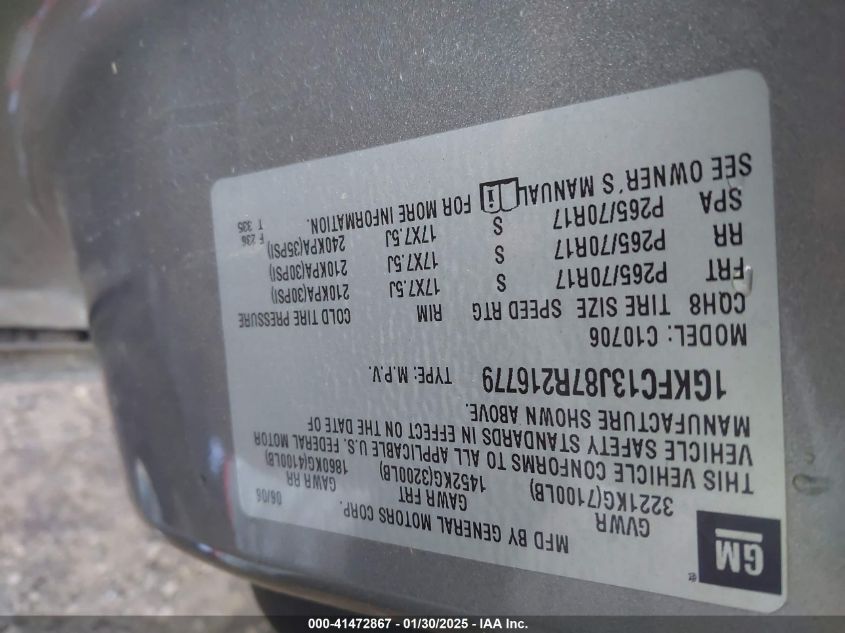 GM
MFD BY GENERAL MOTORS CORP.
06/06
GVWR GAWR FRT GAWR RR
3221KG(7100LB) 1452KG(3200LB) 1860KG(4100LB)
THIS VEHICLE CONFORMS TO ALL APPLICABLE U.S. FEDERAL MOTOR
VEHICLE SAFETY STANDARDS IN EFFECT ON THE DATE OF
MANUFACTURE SHOWN ABOVE.
1GKFC13J87R216779 TYPE: M.P.V.
MODEL: C10706
CQH8 TIRE SIZE SPEED RTG RIM COLD TIRE PRESSURE
FRT P265/70R17 S 17X7.5J 210KPA(30PSI)
RR P265/70R17 S 17X7.5J 210KPA(30PSI)
SPA P265/70R17 S 17X7.5J 240KPA(35PSI)
SEE OWNER'S MANUAL i FOR MORE INFORMATION.
F 236
T 335
000-41472867 - 01/30/2025 - IAA Inc.